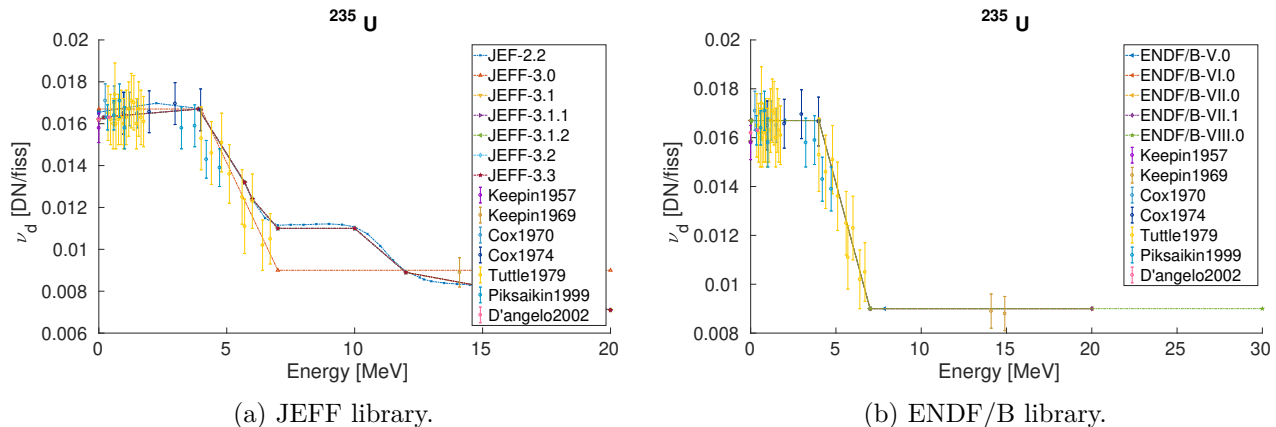 235 U
0.02
0.018
0.016
0.014
0.012
0.01
0.008
0.006
ν_d [DN/fiss]
0
5
10
15
20
Energy [MeV]
JEF-2.2
JEFF-3.0
JEFF-3.1
JEFF-3.1.1
JEFF-3.1.2
JEFF-3.2
JEFF-3.3
Keepin1957
Keepin1969
Cox1970
Cox1974
Tuttle1979
Piksaikin1999
D'angelo2002
(a) JEFF library.
235 U
0.02
0.018
0.016
0.014
0.012
0.01
0.008
ν_d [DN/fiss]
0
5
10
15
20
25
30
Energy [MeV]
ENDF/B-V.0
ENDF/B-VI.0
ENDF/B-VII.0
ENDF/B-VII.1
ENDF/B-VIII.0
Keepin1957
Keepin1969
Cox1970
Cox1974
Tuttle1979
Piksaikin1999
D'angelo2002
(b) ENDF/B library.